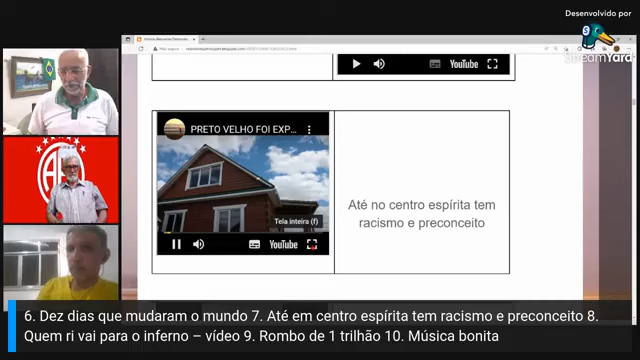 Desenvolvido por
StreamYard
YouTube
PRETO VELHO FOI EXP...
Tela inteira (f)
YouTube
Até no centro espírita tem
racismo e preconceito
6. Dez dias que mudaram o mundo 7. Até em centro espírita tem racismo e preconceito 8.
Quem ri vai para o inferno – vídeo 9. Rombo de 1 trilhão 10. Música bonita